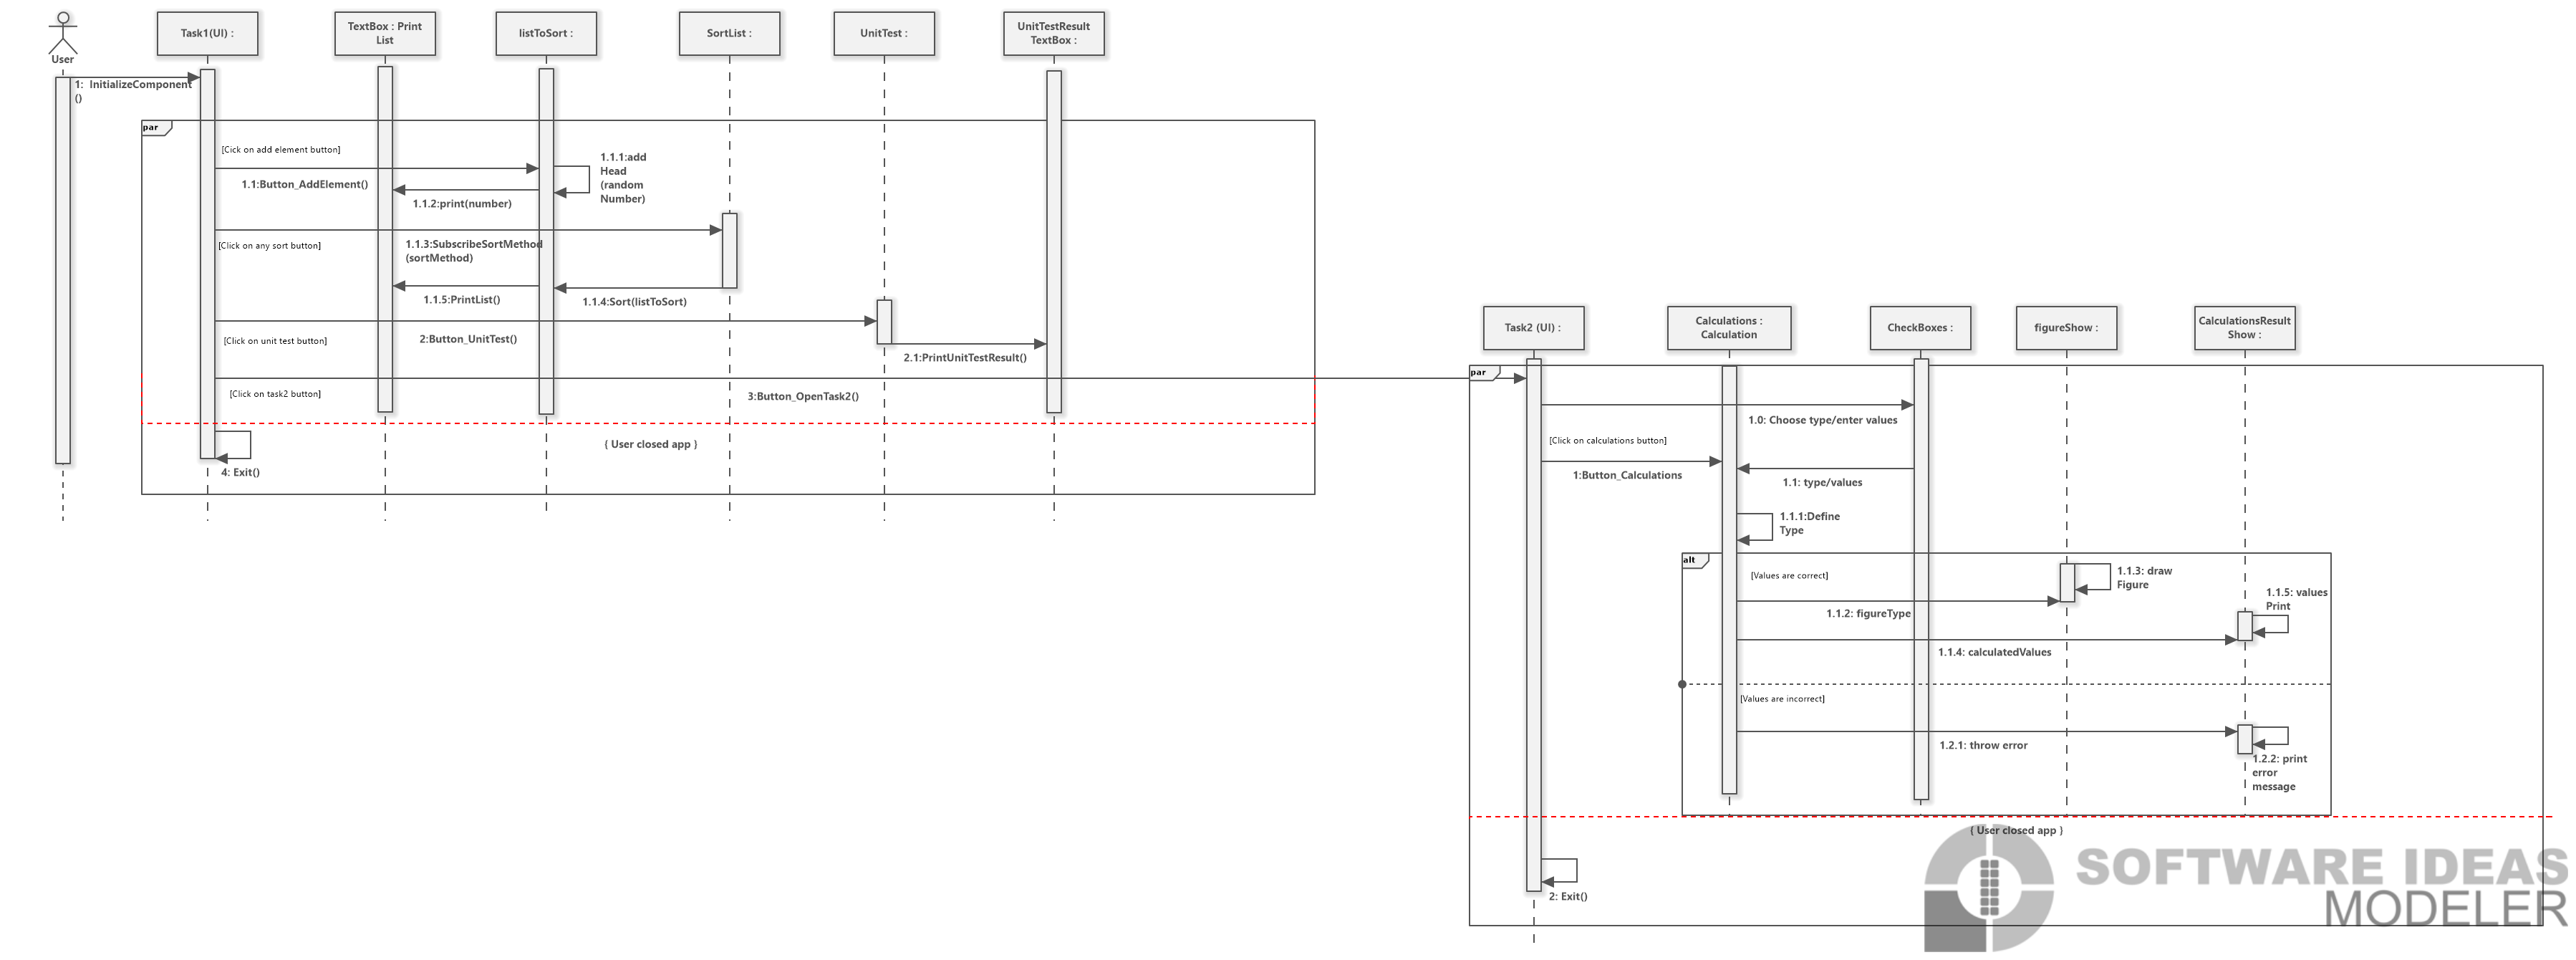 User
Task1(UI) :
TextBox : Print
List
listToSort :
SortList :
UnitTest :
UnitTestResult
TextBox :
1:  InitializeComponent
()
par
[Cick on add element button]
1.1:Button_AddElement()
1.1.1:add
Head
(random
Number)
1.1.2:print(number)
[Click on any sort button]
1.1.3:SubscribeSortMethod
(sortMethod)
1.1.5:PrintList()
1.1.4:Sort(listToSort)
[Click on unit test button]
2:Button_UnitTest()
2.1:PrintUnitTestResult()
[Click on task2 button]
3:Button_OpenTask2()
{ User closed app }
4: Exit()
Task2 (UI) :
Calculations :
Calculation
CheckBoxes :
figureShow :
CalculationsResult
Show :
par
1.0: Choose type/enter values
[Click on calculations button]
1:Button_Calculations
1.1: type/values
1.1.1:Define
Type
alt
[Values are correct]
1.1.3: draw
Figure
1.1.2: figureType
1.1.5: values
Print
1.1.4: calculatedValues
[Values are incorrect]
1.2.1: throw error
1.2.2: print
error
message
{ User closed app }
2: Exit()
SOFTWARE IDEAS
MODELER